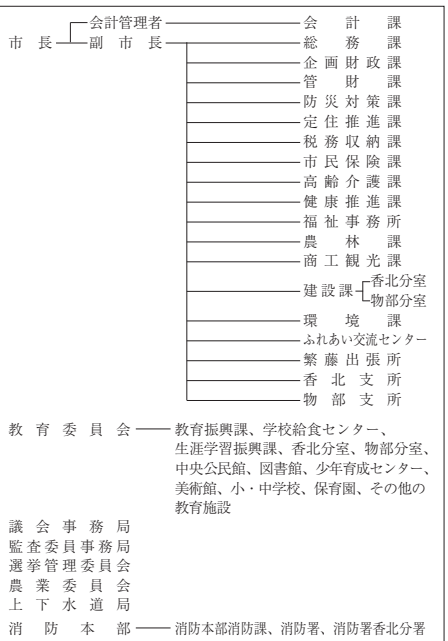 会計管理者 会計課
市長 副市長 総務課
企画財政課
管財課
防災対策課
定住推進課
税務収納課
市民保険課
高齢介護課
健康推進課
福祉事務所
農林課
商工観光課
建設課 香北分室
物部分室
環境課
ふれあい交流センター
繁藤出張所
香北支所
物部支所
教育委員会 教育振興課、学校給食センター、
生涯学習振興課、香北分室、物部分室、
中央公民館、図書館、少年育成センター、
美術館、小・中学校、保育園、その他の
教育施設
議会事務局
監査委員事務局
選挙管理委員会
農業委員会
上下水道局
消防本部 消防本部消防課、消防署、消防署香北分署